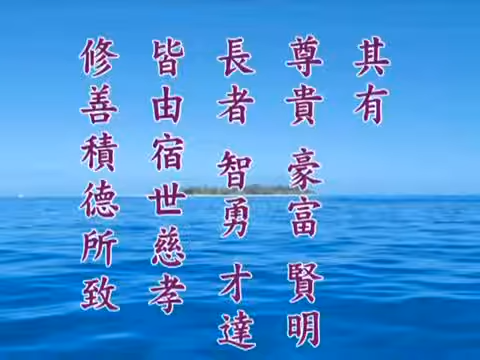 其有
尊貴 豪富 賢明
長者 智勇 才達
皆由宿世慈孝
修善積德所致